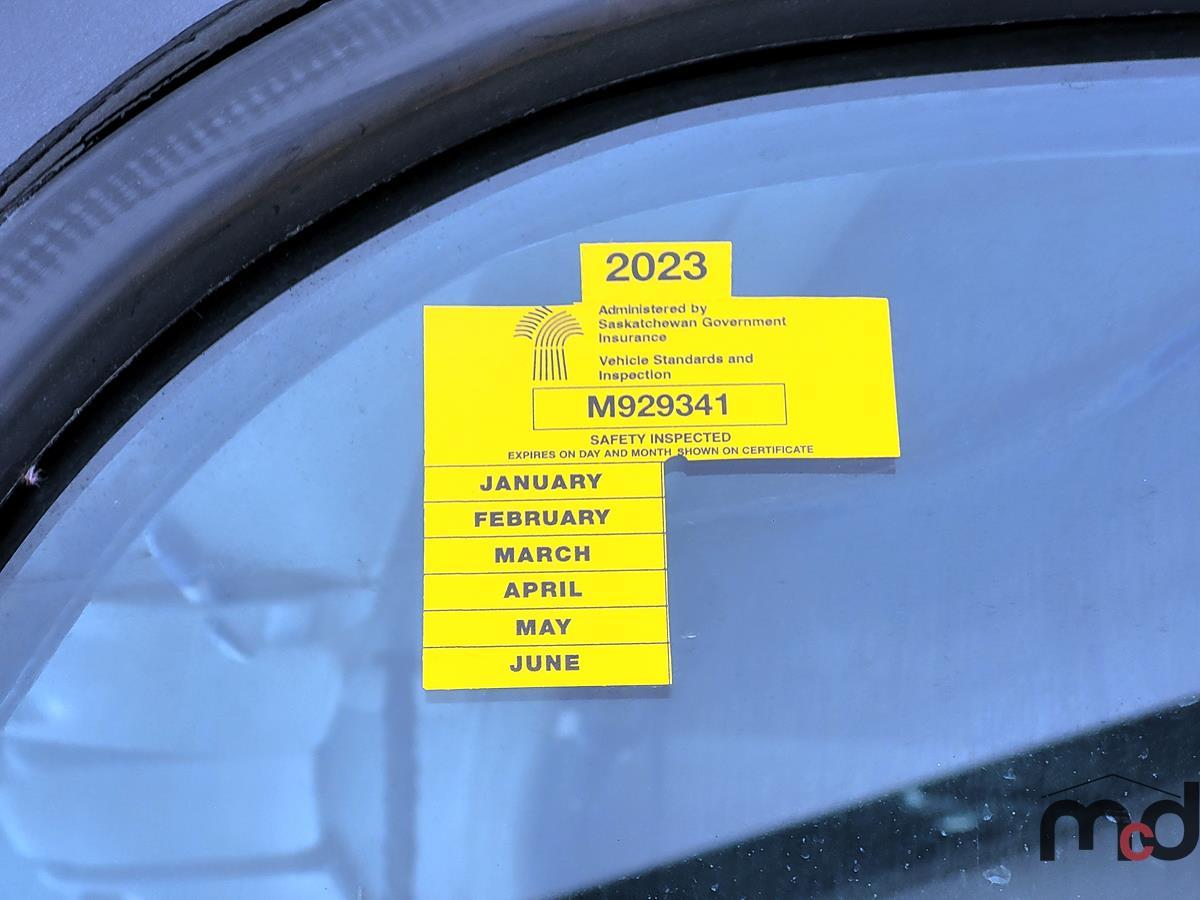 2023
Administered by
Saskatchewan Government
Insurance
Vehicle Standards and
Inspection
M929341
SAFETY INSPECTED
EXPIRES ON DAY AND MONTH SHOWN ON CERTIFICATE
JANUARY
FEBRUARY
MARCH
APRIL
MAY
JUNE
mcd